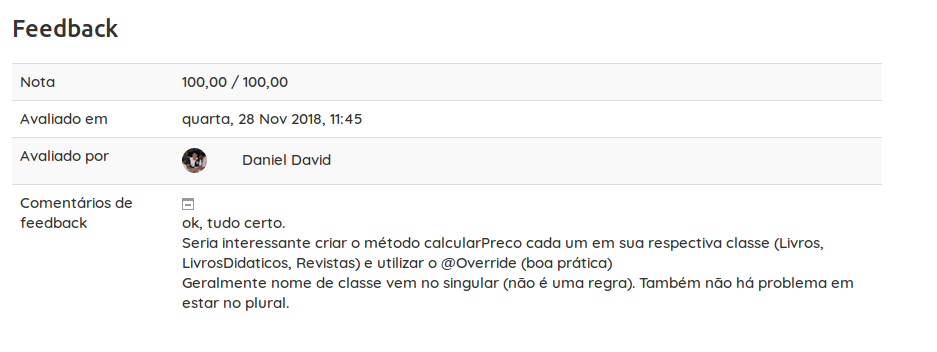 Feedback
Nota 100,00 / 100,00
Avaliado em quarta, 28 Nov 2018, 11:45
Avaliado por Daniel David
Comentários de
feedback
ok, tudo certo.
Seria interessante criar o método calcularPreco cada um em sua respectiva classe (Livros,
LivrosDidaticos, Revistas) e utilizar o @Override (boa prática)
Geralmente nome de classe vem no singular (não é uma regra). Também não há problema em
estar no plural.